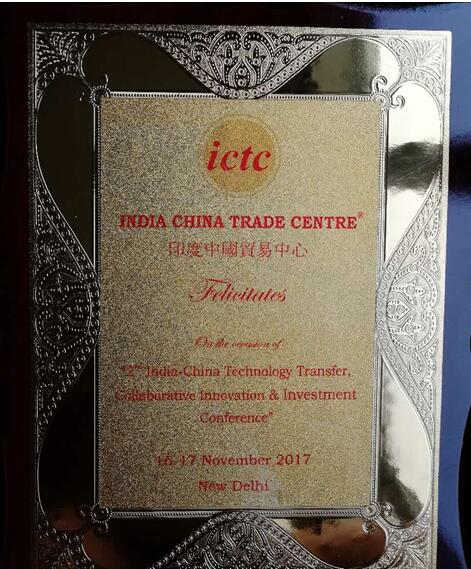 ictc
INDIA CHINA TRADE CENTRE®
印度中國貿易中心
Felicitates
On the occasion of
"2nd India-China Technology Transfer,
Collaborative Innovation & Investment
Conference"
16-17 November 2017
New Delhi